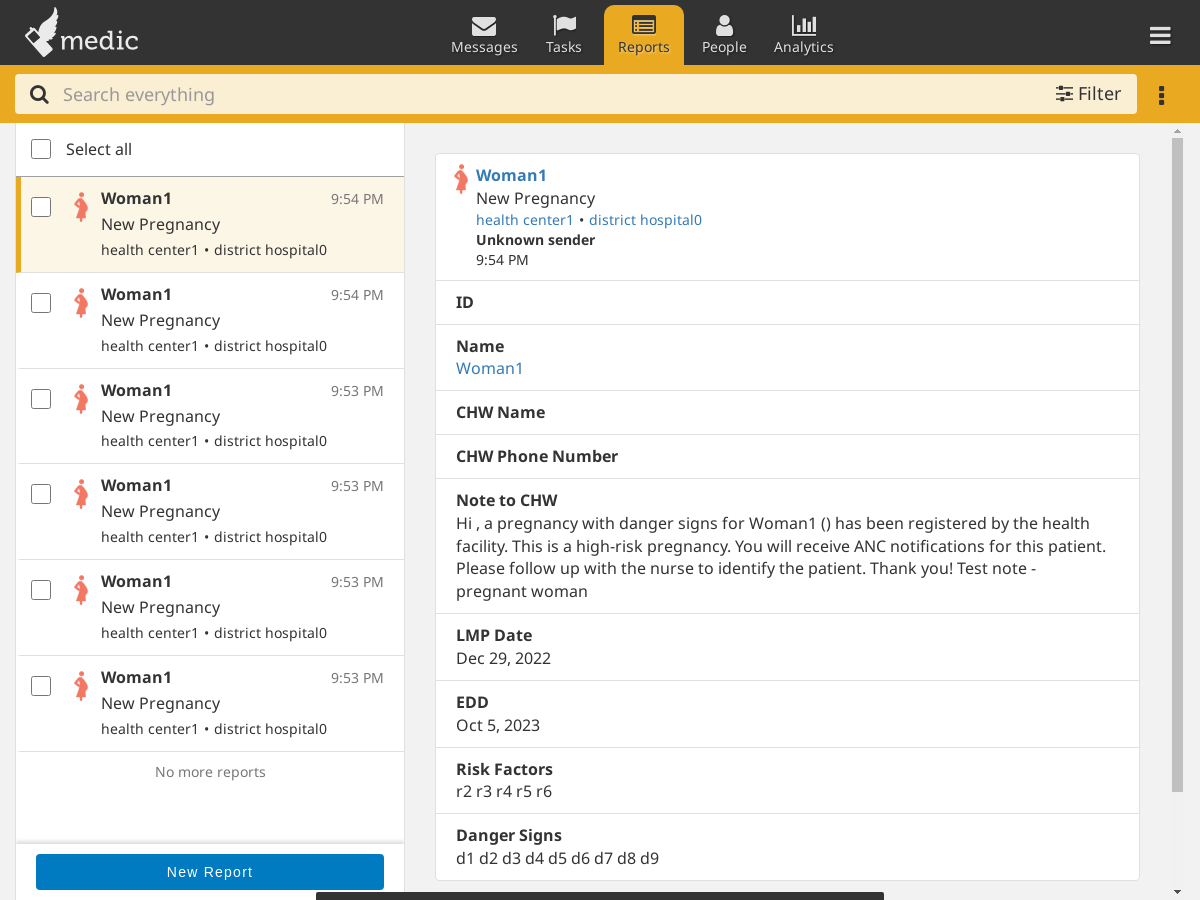 medic
Messages
Tasks
Reports
People
Analytics
Search everything
Filter
Select all
Woman1 9:54 PM
New Pregnancy
health center1 • district hospital0
Woman1 9:54 PM
New Pregnancy
health center1 • district hospital0
Woman1 9:53 PM
New Pregnancy
health center1 • district hospital0
Woman1 9:53 PM
New Pregnancy
health center1 • district hospital0
Woman1 9:53 PM
New Pregnancy
health center1 • district hospital0
Woman1 9:53 PM
New Pregnancy
health center1 • district hospital0
No more reports
New Report
Woman1
New Pregnancy
health center1 • district hospital0
Unknown sender
9:54 PM
ID
Name
Woman1
CHW Name
CHW Phone Number
Note to CHW
Hi , a pregnancy with danger signs for Woman1 () has been registered by the health
facility. This is a high-risk pregnancy. You will receive ANC notifications for this patient.
Please follow up with the nurse to identify the patient. Thank you! Test note -
pregnant woman
LMP Date
Dec 29, 2022
EDD
Oct 5, 2023
Risk Factors
r2 r3 r4 r5 r6
Danger Signs
d1 d2 d3 d4 d5 d6 d7 d8 d9